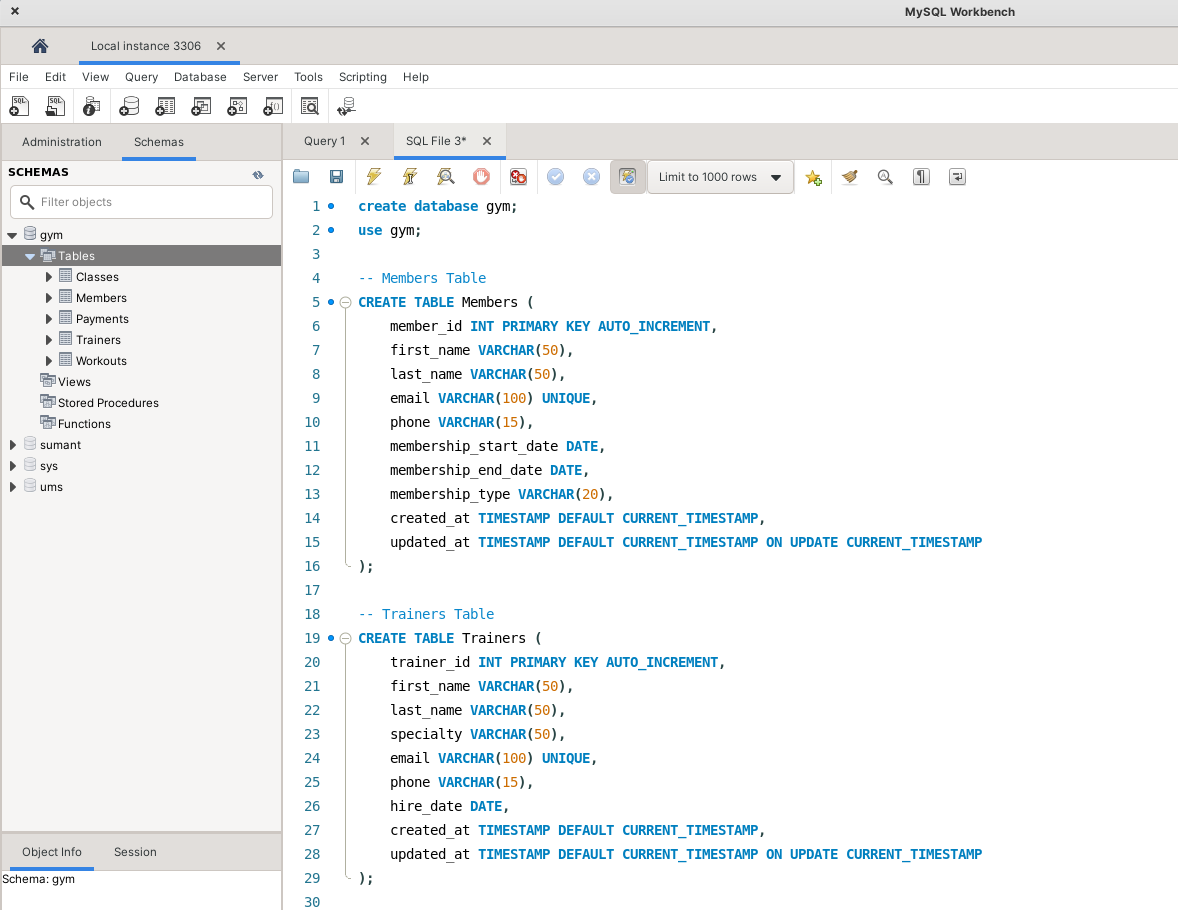 MySQL Workbench
Local instance 3306
File Edit View Query Database Server Tools Scripting Help
Administration Schemas
SCHEMAS
Filter objects
gym
Tables
Classes
Members
Payments
Trainers
Workouts
Views
Stored Procedures
Functions
sumant
sys
ums
Object Info Session
Schema: gym
Query 1 SQL File 3*
Limit to 1000 rows
1 create database gym;
2 use gym;
3
4 -- Members Table
5 CREATE TABLE Members (
6 member_id INT PRIMARY KEY AUTO_INCREMENT,
7 first_name VARCHAR(50),
8 last_name VARCHAR(50),
9 email VARCHAR(100) UNIQUE,
10 phone VARCHAR(15),
11 membership_start_date DATE,
12 membership_end_date DATE,
13 membership_type VARCHAR(20),
14 created_at TIMESTAMP DEFAULT CURRENT_TIMESTAMP,
15 updated_at TIMESTAMP DEFAULT CURRENT_TIMESTAMP ON UPDATE CURRENT_TIMESTAMP
16 );
17
18 -- Trainers Table
19 CREATE TABLE Trainers (
20 trainer_id INT PRIMARY KEY AUTO_INCREMENT,
21 first_name VARCHAR(50),
22 last_name VARCHAR(50),
23 specialty VARCHAR(50),
24 email VARCHAR(100) UNIQUE,
25 phone VARCHAR(15),
26 hire_date DATE,
27 created_at TIMESTAMP DEFAULT CURRENT_TIMESTAMP,
28 updated_at TIMESTAMP DEFAULT CURRENT_TIMESTAMP ON UPDATE CURRENT_TIMESTAMP
29 );
30